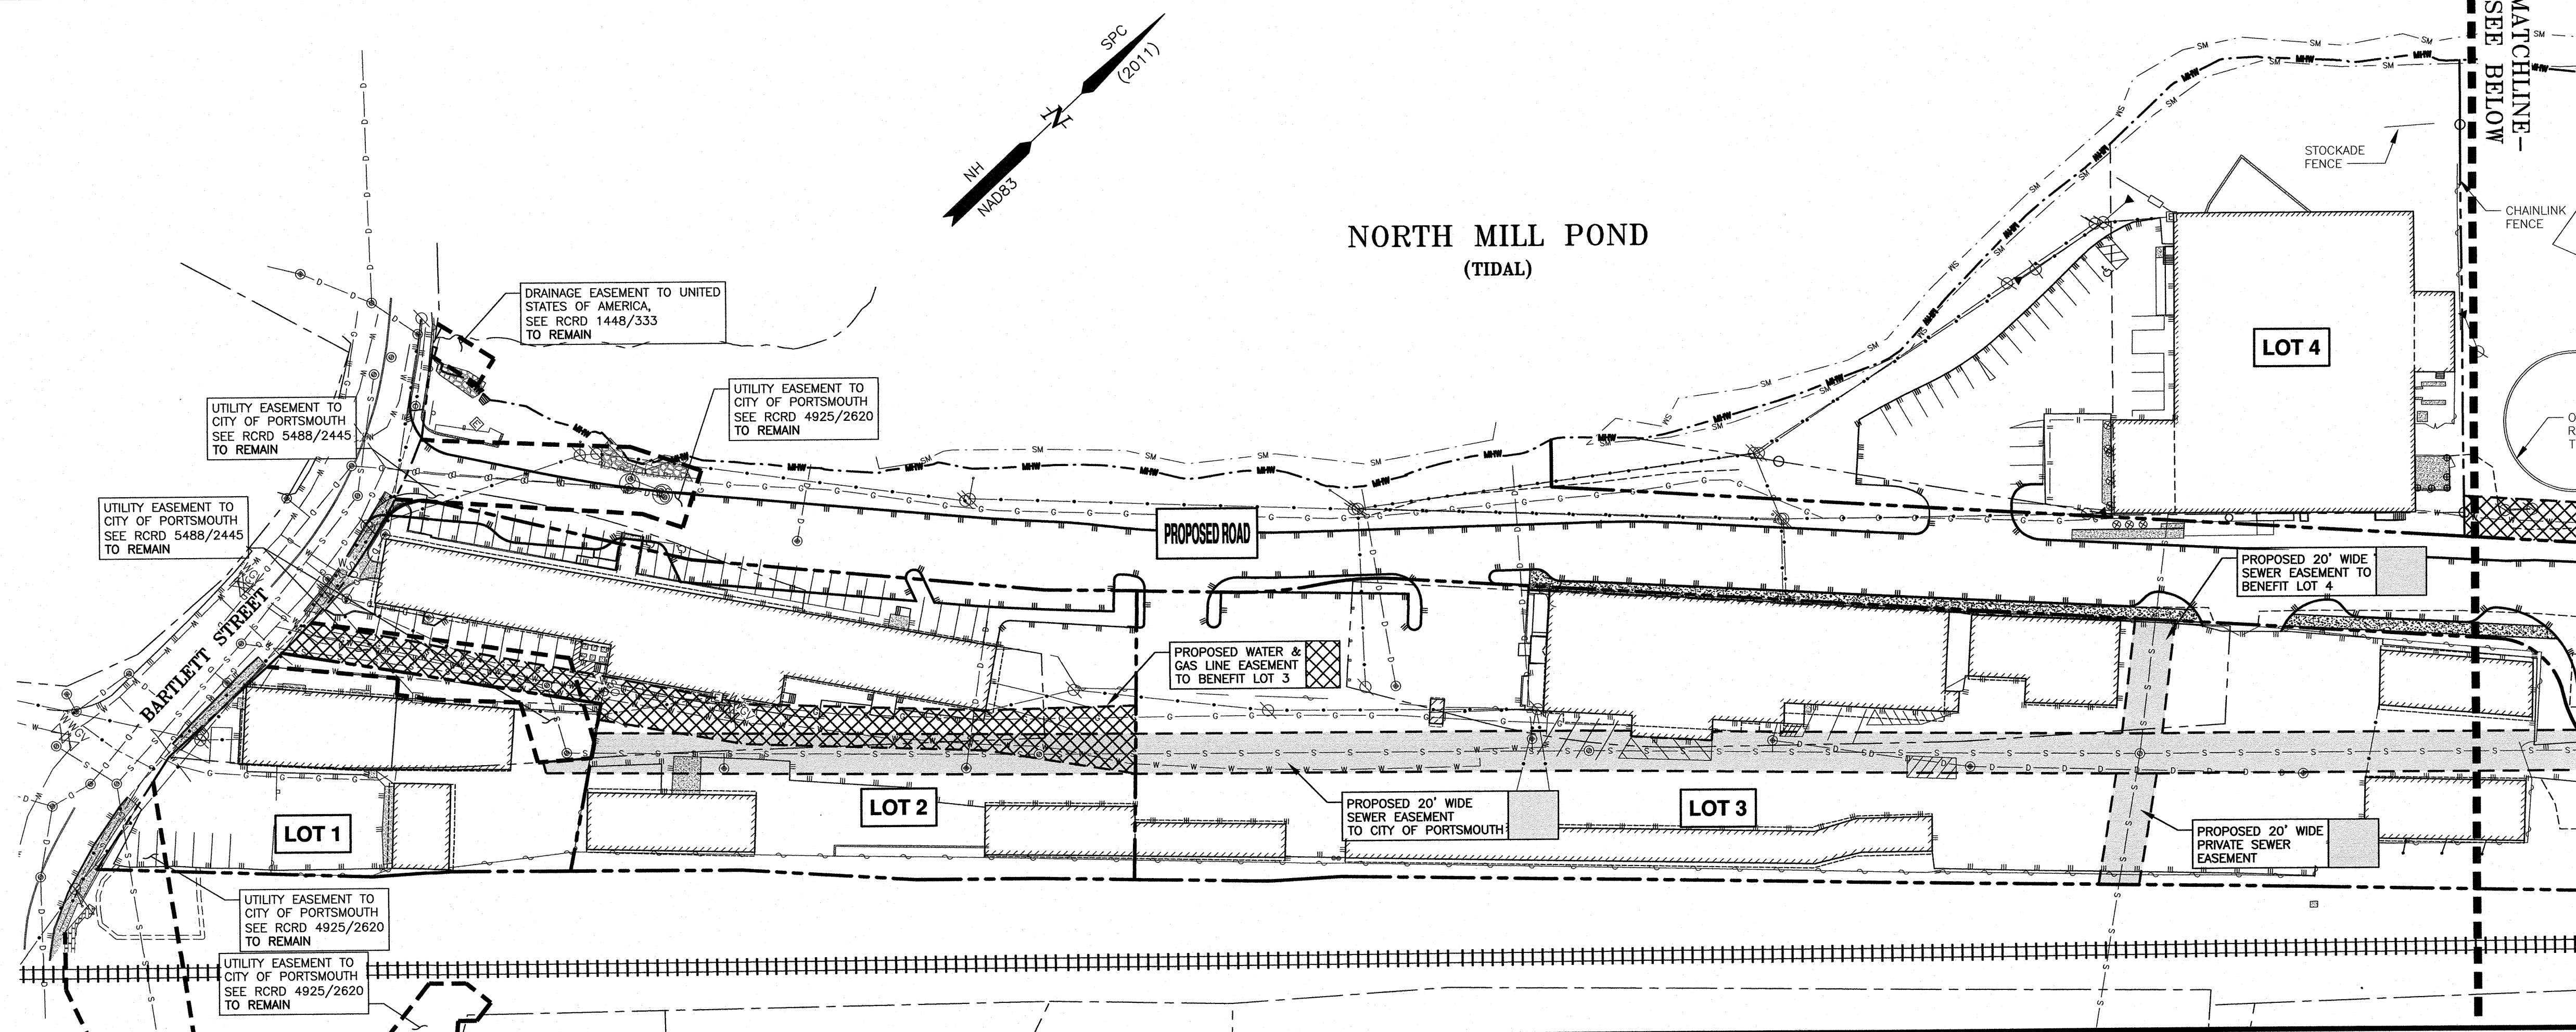 SPC
(2011)
N
NH
NAD83
MATCHLINE-
SEE BELOW
NORTH MILL POND
(TIDAL)
STOCKADE
FENCE
CHAINLINK
FENCE
DRAINAGE EASEMENT TO UNITED
STATES OF AMERICA,
SEE RCRD 1448/333
TO REMAIN
UTILITY EASEMENT TO
CITY OF PORTSMOUTH
SEE RCRD 4925/2620
TO REMAIN
UTILITY EASEMENT TO
CITY OF PORTSMOUTH
SEE RCRD 5488/2445
TO REMAIN
UTILITY EASEMENT TO
CITY OF PORTSMOUTH
SEE RCRD 5488/2445
TO REMAIN
LOT 4
PROPOSED ROAD
PROPOSED 20' WIDE
SEWER EASEMENT TO
BENEFIT LOT 4
BARTLETT STREET
PROPOSED WATER &
GAS LINE EASEMENT
TO BENEFIT LOT 3
LOT 1
LOT 2
PROPOSED 20' WIDE
SEWER EASEMENT
TO CITY OF PORTSMOUTH
LOT 3
PROPOSED 20' WIDE
PRIVATE SEWER
EASEMENT
UTILITY EASEMENT TO
CITY OF PORTSMOUTH
SEE RCRD 4925/2620
TO REMAIN
UTILITY EASEMENT TO
CITY OF PORTSMOUTH
SEE RCRD 4925/2620
TO REMAIN